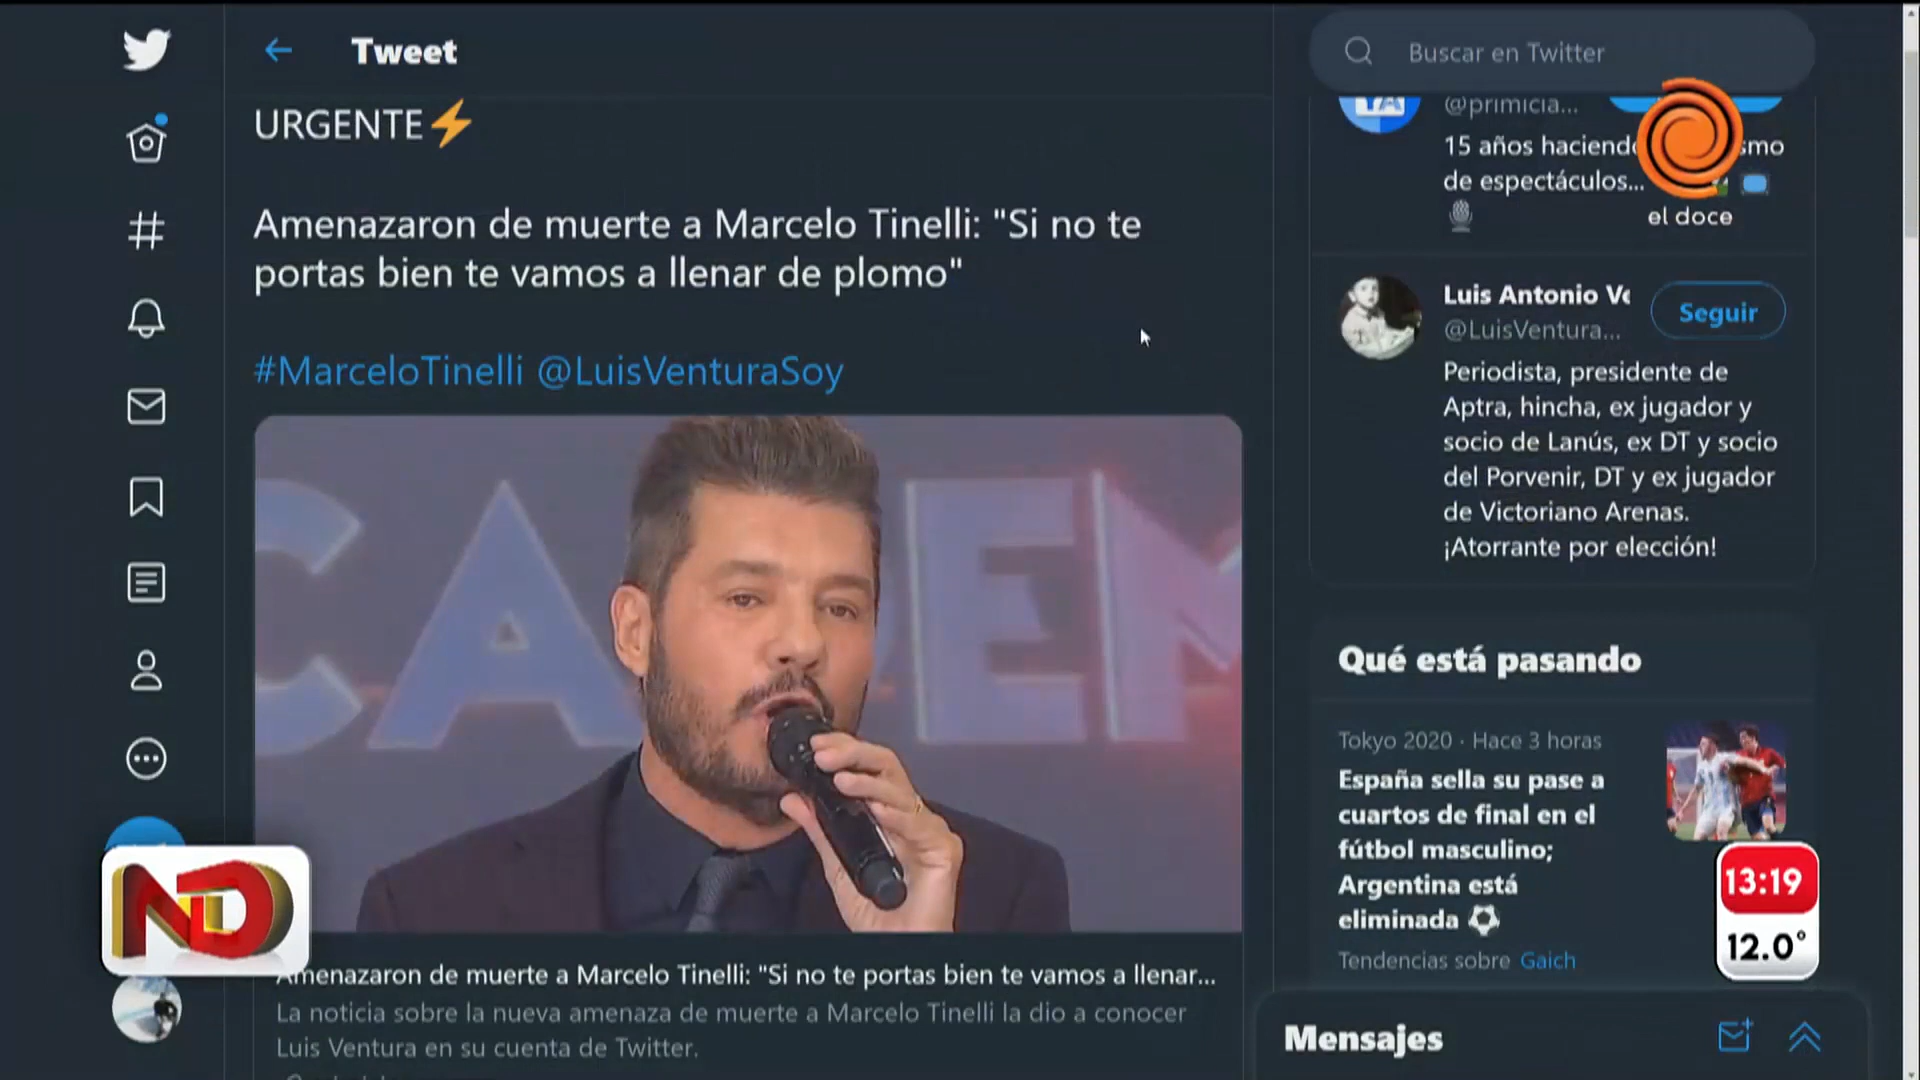 Tweet
Buscar en Twitter
URGENTE⚡
Amenazaron de muerte a Marcelo Tinelli: "Si no te
portas bien te vamos a llenar de plomo"
#MarceloTinelli @LuisVenturaSoy
CADEM
Amenazaron de muerte a Marcelo Tinelli: "Si no te portas bien te vamos a llenar...
La noticia sobre la nueva amenaza de muerte a Marcelo Tinelli la dio a conocer
Luis Ventura en su cuenta de Twitter.
YA
@primicia...
15 años haciendo
de espectáculos...
el doce
Luis Antonio Ve
Seguir
@LuisVentura...
Periodista, presidente de
Aptra, hincha, ex jugador y
socio de Lanús, ex DT y socio
del Porvenir, DT y ex jugador
de Victoriano Arenas.
¡Atorrante por elección!
Qué está pasando
Tokyo 2020 · Hace 3 horas
España sella su pase a
cuartos de final en el
fútbol masculino;
Argentina está
eliminada ⚽
Tendencias sobre Gaich
Mensajes
ND
13:19
12.0°